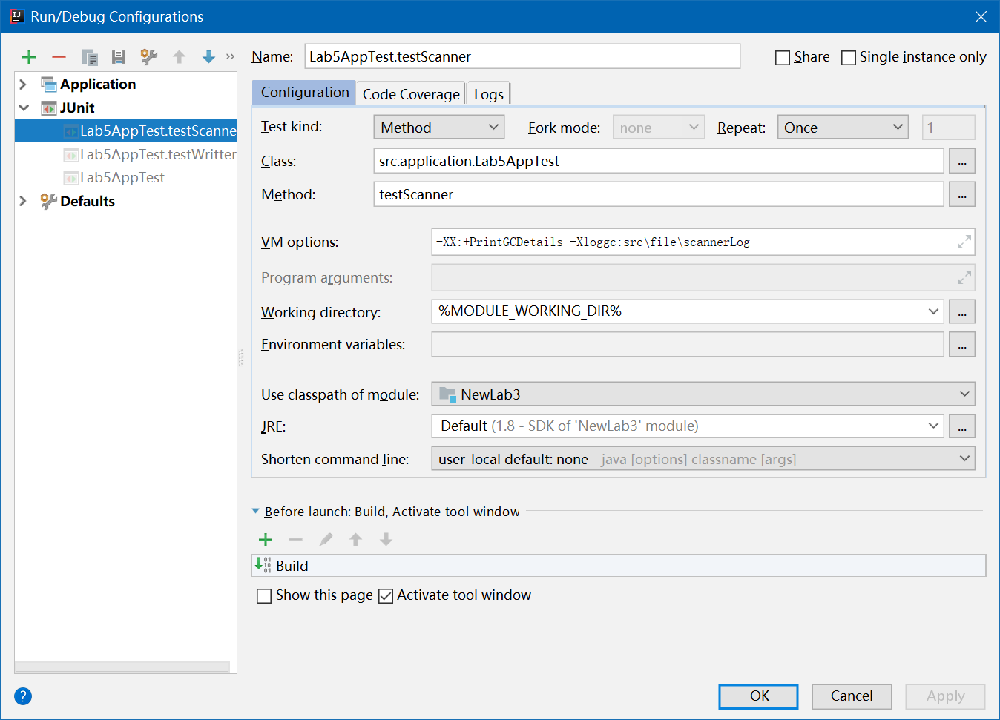 Run/Debug Configurations
Name: Lab5AppTest.testScanner Share Single instance only
Application
JUnit
Lab5AppTest.testScanne
Lab5AppTest.testWritter
Lab5AppTest
Defaults
Configuration Code Coverage Logs
Test kind: Method Fork mode: none Repeat: Once 1
Class: src.application.Lab5AppTest ...
Method: testScanner ...
VM options: -XX:+PrintGCDetails -Xloggc:src\file\scannerLog
Program arguments:
Working directory: %MODULE_WORKING_DIR% ...
Environment variables: ...
Use classpath of module: NewLab3
JRE: Default (1.8 - SDK of 'NewLab3' module) ...
Shorten command line: user-local default: none - java [options] classname [args]
Before launch: Build, Activate tool window
Build
Show this page Activate tool window
? OK Cancel Apply